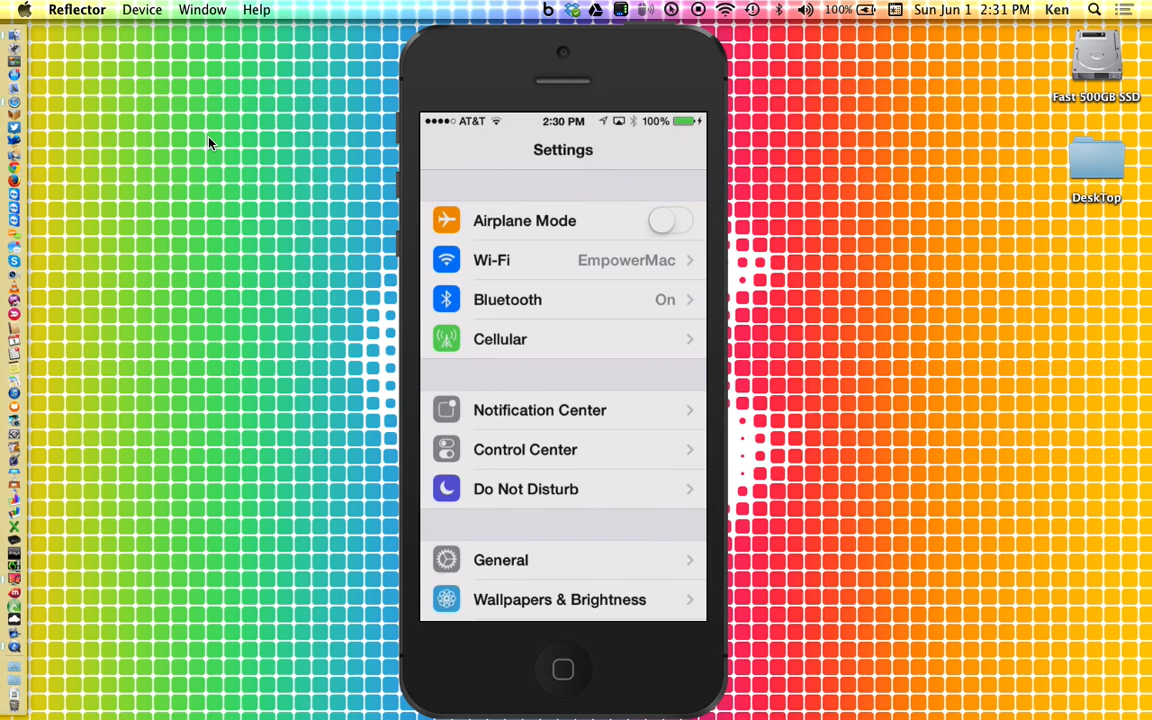 Reflector Device Window Help 100% Sun Jun 1 2:31 PM Ken
Fast 500GB SSD
DeskTop
AT&T 2:30 PM 100%
Settings
Airplane Mode
Wi-Fi EmpowerMac
Bluetooth On
Cellular
Notification Center
Control Center
Do Not Disturb
General
Wallpapers & Brightness